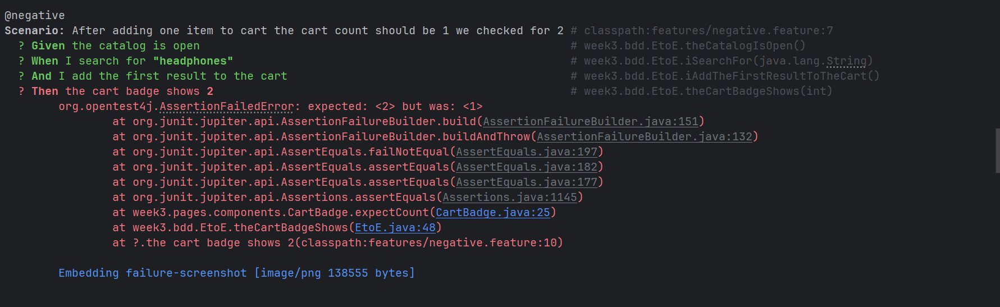 @negative
Scenario: After adding one item to cart the cart count should be 1 we checked for 2 # classpath:features/negative.feature:7
? Given the catalog is open # week3.bdd.EtoE.theCatalogIsOpen()
? When I search for "headphones" # week3.bdd.EtoE.iSearchFor(java.lang.String)
? And I add the first result to the cart # week3.bdd.EtoE.iAddTheFirstResultToTheCart()
? Then the cart badge shows 2 # week3.bdd.EtoE.theCartBadgeShows(int)
org.opentest4j.AssertionFailedError: expected: <2> but was: <1>
at org.junit.jupiter.api.AssertionFailureBuilder.build(AssertionFailureBuilder.java:151)
at org.junit.jupiter.api.AssertionFailureBuilder.buildAndThrow(AssertionFailureBuilder.java:132)
at org.junit.jupiter.api.AssertEquals.failNotEqual(AssertEquals.java:197)
at org.junit.jupiter.api.AssertEquals.assertEquals(AssertEquals.java:182)
at org.junit.jupiter.api.AssertEquals.assertEquals(AssertEquals.java:177)
at org.junit.jupiter.api.Assertions.assertEquals(Assertions.java:1145)
at week3.pages.components.CartBadge.expectCount(CartBadge.java:25)
at week3.bdd.EtoE.theCartBadgeShows(EtoE.java:48)
at ?.the cart badge shows 2(classpath:features/negative.feature:10)
Embedding failure-screenshot [image/png 138555 bytes]